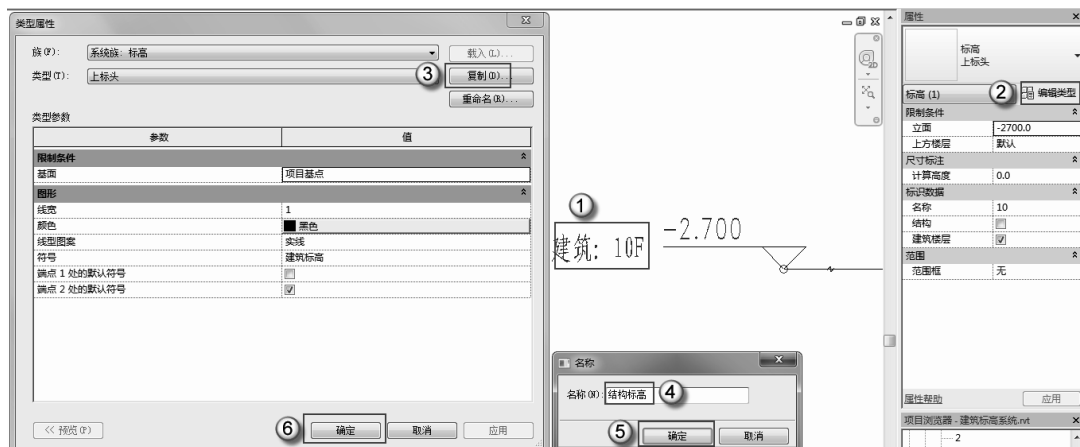 类型属性
族(F): 系统族: 标高 载入(L)...
类型(T): 上标头 ③ 复制(D)...
重命名(R)...
类型参数
参数 值
限制条件
基面 项目基点
图形
线宽 1
颜色 黑色
线型图案 实线
符号 建筑标高
端点 1 处的默认符号
端点 2 处的默认符号
<< 预览(P) ⑥ 确定 取消 应用
2D
①
建筑: 10F -2.700
名称
名称(N): 结构标高 ④
⑤ 确定 取消
属性
标高
上标头
标高 (1) ② 编辑类型
限制条件
立面 -2700.0
上方楼层 默认
尺寸标注
计算高度 0.0
标识数据
名称 10
结构
建筑楼层
范围
范围框 无
属性帮助 应用
项目浏览器 - 建筑标高系统.rvt
2